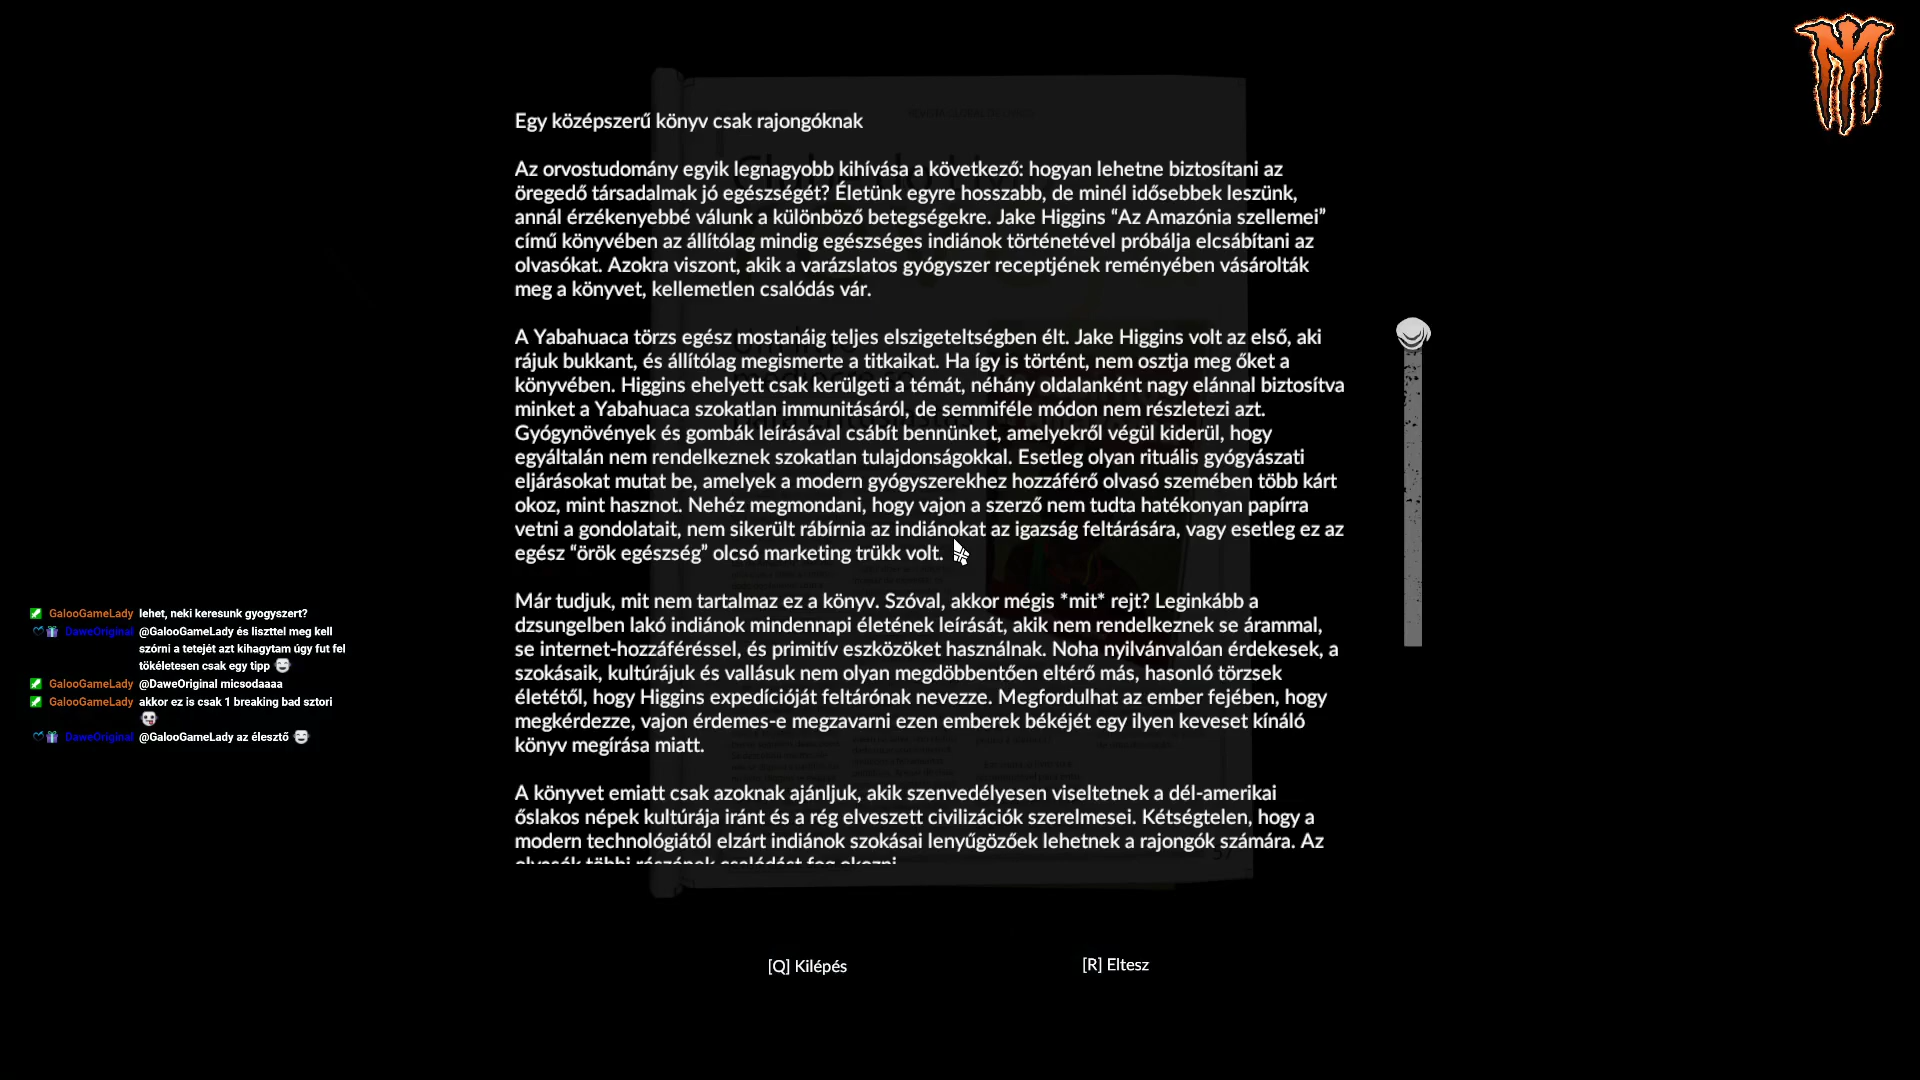 Egy középszerű könyv csak rajongóknak
Az orvostudomány egyik legnagyobb kihívása a következő: hogyan lehetne biztosítani az
öregedő társadalmak jó egészségét? Életünk egyre hosszabb, de minél idősebbek leszünk,
annál érzékenyebbé válunk a különböző betegségekre. Jake Higgins “Az Amazónia szellemei”
című könyvében az állítólag mindig egészséges indiánok történetével próbálja elcsábítani az
olvasókat. Azokra viszont, akik a varázslatos gyógyszer receptjének reményében vásárolták
meg a könyvet, kellemetlen csalódás vár.
A Yabahuaca törzs egész mostanáig teljes elszigeteltségben élt. Jake Higgins volt az első, aki
rájuk bukkant, és állítólag megismerte a titkaikat. Ha így is történt, nem osztja meg őket a
könyvében. Higgins ehelyett csak kerülgeti a témát, néhány oldalanként nagy elánnal biztosítva
minket a Yabahuaca szokatlan immunitásáról, de semmiféle módon nem részletezi azt.
Gyógynövények és gombák leírásával csábít bennünket, amelyekről végül kiderül, hogy
egyáltalán nem rendelkeznek szokatlan tulajdonságokkal. Esetleg olyan rituális gyógyászati
eljárásokat mutat be, amelyek a modern gyógyszerekhez hozzáférő olvasó szemében több kárt
okoz, mint hasznot. Nehéz megmondani, hogy vajon a szerző nem tudta hatékonyan papírra
vetni a gondolatait, nem sikerült rábírnia az indiánokat az igazság feltárására, vagy esetleg ez az
egész “örök egészség” olcsó marketing trükk volt.
Már tudjuk, mit nem tartalmaz ez a könyv. Szóval, akkor mégis *mit* rejt? Leginkább a
dzsungelben lakó indiánok mindennapi életének leírását, akik nem rendelkeznek se árammal,
se internet-hozzáféréssel, és primitív eszközöket használnak. Noha nyilvánvalóan érdekesek, a
szokásaik, kultúrájuk és vallásuk nem olyan megdöbbentően eltérő más, hasonló törzsek
életétől, hogy Higgins expedícióját feltárónak nevezze. Megfordulhat az ember fejében, hogy
megkérdezze, vajon érdemes-e megzavarni ezen emberek békéjét egy ilyen keveset kínáló
könyv megírása miatt.
A könyvet emiatt csak azoknak ajánljuk, akik szenvedélyesen viseltetnek a dél-amerikai
őslakos népek kultúrája iránt és a rég elveszett civilizációk szerelmesei. Kétségtelen, hogy a
modern technológiától elzárt indiánok szokásai lenyűgözőek lehetnek a rajongók számára. Az
olvasók többi részének csalódást fog okozni.
GalooGameLady lehet, neki keresunk gyogyszert?
DaweOriginal @GalooGameLady és liszttel meg kell
szórni a tetejét azt kihagytam úgy fut fel
tökéletesen csak egy tipp
GalooGameLady @DaweOriginal micsodaaaa
GalooGameLady akkor ez is csak 1 breaking bad sztori
DaweOriginal @GalooGameLady az élesztő
[Q] Kilépés
[R] Eltesz